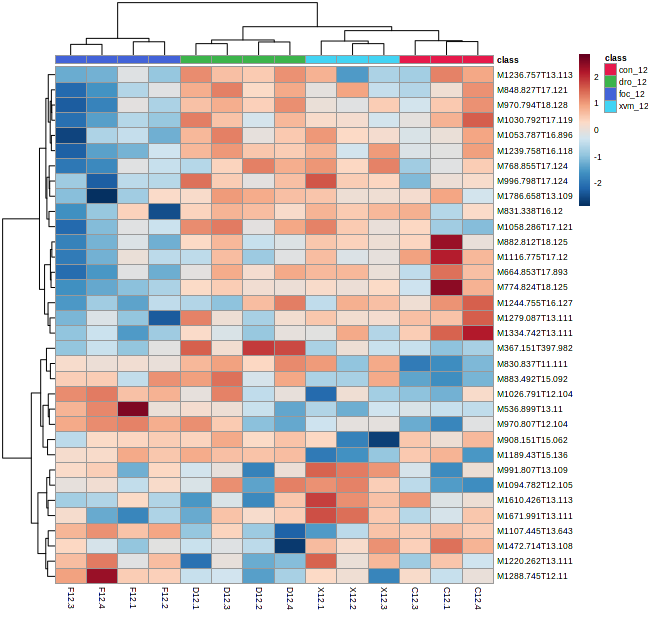 class
M1236.757T13.113
M848.827T17.121
M970.794T18.128
M1030.792T17.119
M1053.787T16.896
M1239.758T16.118
M768.855T17.124
M996.798T17.124
M1786.658T13.109
M831.338T16.12
M1058.286T17.121
M882.812T18.125
M1116.775T17.12
M664.853T17.893
M774.824T18.125
M1244.755T16.127
M1279.087T13.111
M1334.742T13.111
M367.151T397.982
M830.837T11.111
M883.492T15.092
M1026.791T12.104
M536.899T13.11
M970.807T12.104
M908.151T15.062
M1189.43T15.136
M991.807T13.109
M1094.782T12.105
M1610.426T13.113
M1671.991T13.111
M1107.445T13.643
M1472.714T13.108
M1220.262T13.111
M1288.745T12.11
F12.3
F12.4
F12.1
F12.2
D12.1
D12.3
D12.2
D12.4
X12.1
X12.2
X12.3
C12.3
C12.1
C12.4
2
1
0
-1
-2
class
con_12
dro_12
foc_12
xvm_12